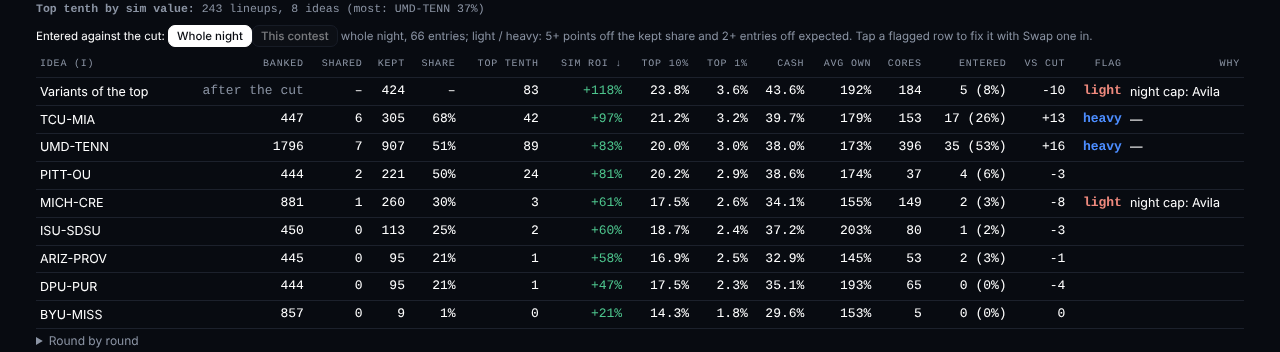 Top tenth by sim value: 243 lineups, 8 ideas (most: UMD-TENN 37%)
Entered against the cut: Whole night This contest whole night, 66 entries; light / heavy: 5+ points off the kept share and 2+ entries off expected. Tap a flagged row to fix it with Swap one in.
IDEA (I) BANKED SHARED KEPT SHARE TOP TENTH SIM ROI ↓ TOP 10% TOP 1% CASH AVG OWN CORES ENTERED VS CUT FLAG WHY
Variants of the top after the cut – 424 – 83 +118% 23.8% 3.6% 43.6% 192% 184 5 (8%) -10 light night cap: Avila
TCU-MIA 447 6 305 68% 42 +97% 21.2% 3.2% 39.7% 179% 153 17 (26%) +13 heavy —
UMD-TENN 1796 7 907 51% 89 +83% 20.0% 3.0% 38.0% 173% 396 35 (53%) +16 heavy —
PITT-OU 444 2 221 50% 24 +81% 20.2% 2.9% 38.6% 174% 37 4 (6%) -3
MICH-CRE 881 1 260 30% 3 +61% 17.5% 2.6% 34.1% 155% 149 2 (3%) -8 light night cap: Avila
ISU-SDSU 450 0 113 25% 2 +60% 18.7% 2.4% 37.2% 203% 80 1 (2%) -3
ARIZ-PROV 445 0 95 21% 1 +58% 16.9% 2.5% 32.9% 145% 53 2 (3%) -1
DPU-PUR 444 0 95 21% 1 +47% 17.5% 2.3% 35.1% 193% 65 0 (0%) -4
BYU-MISS 857 0 9 1% 0 +21% 14.3% 1.8% 29.6% 153% 5 0 (0%) 0
▶ Round by round